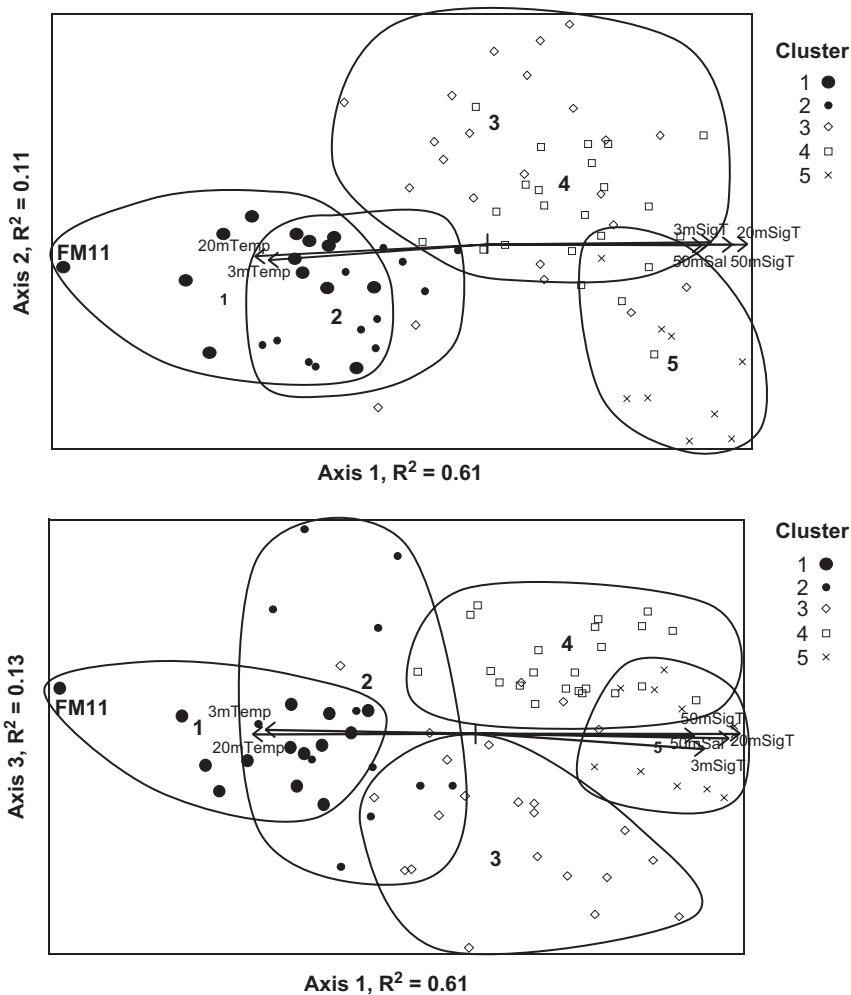 Cluster
1
2
3
4
5
3
4
20mTemp
3mTemp
FM11
1
2
3mSigT 20mSigT
50mSal 50mSigT
5
Axis 2, R² = 0.11
Axis 1, R² = 0.61
Cluster
1
2
3
4
5
4
2
FM11
1
3mTemp
20mTemp
50mSigT
5 50mSal 20mSigT
3mSigT
3
Axis 3, R² = 0.13
Axis 1, R² = 0.61